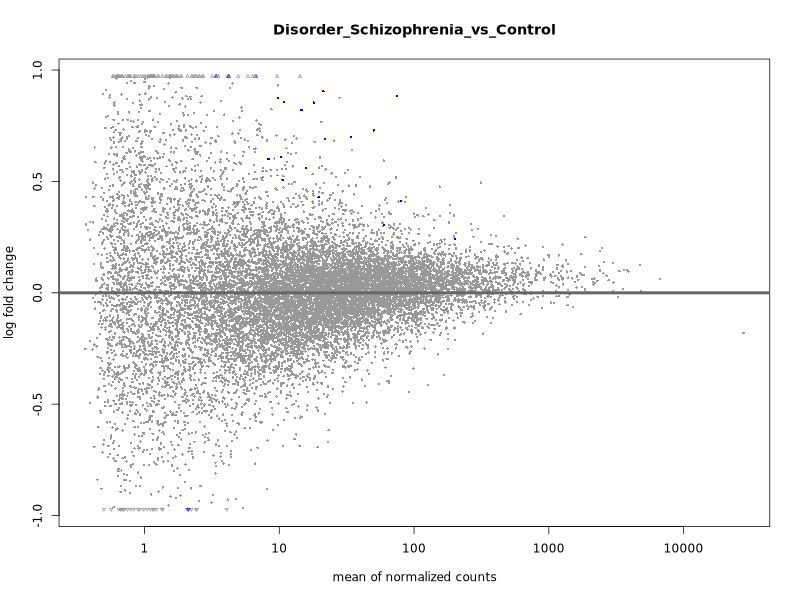 Disorder_Schizophrenia_vs_Control
1.0
0.5
0.0
-0.5
-1.0
log fold change
1 10 100 1000 10000
mean of normalized counts